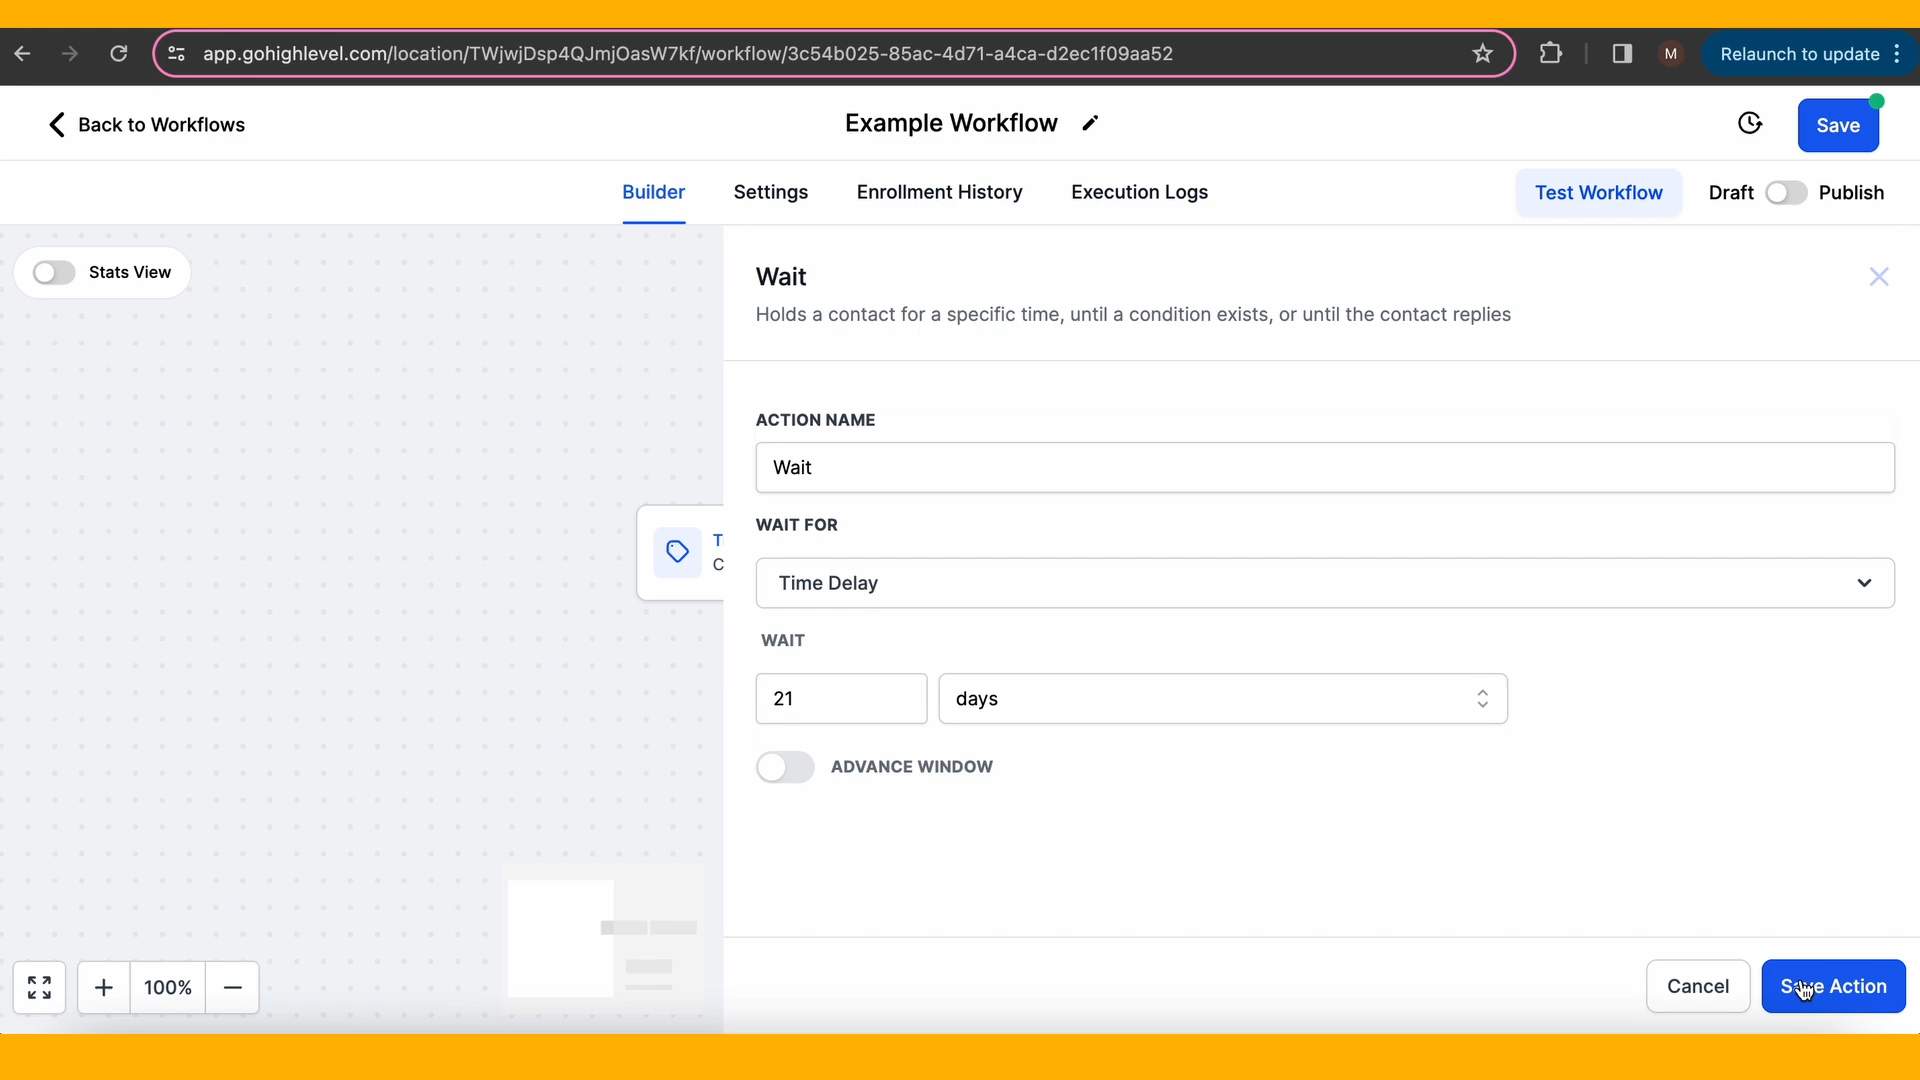 app.gohighlevel.com/location/TWjwjDsp4QJmjOasW7kf/workflow/3c54b025-85ac-4d71-a4ca-d2ec1f09aa52
M
Relaunch to update
Back to Workflows
Example Workflow
Save
Builder
Settings
Enrollment History
Execution Logs
Test Workflow
Draft
Publish
Stats View
Wait
Holds a contact for a specific time, until a condition exists, or until the contact replies
ACTION NAME
Wait
WAIT FOR
T
C
Time Delay
WAIT
21
days
ADVANCE WINDOW
100%
Cancel
Save Action